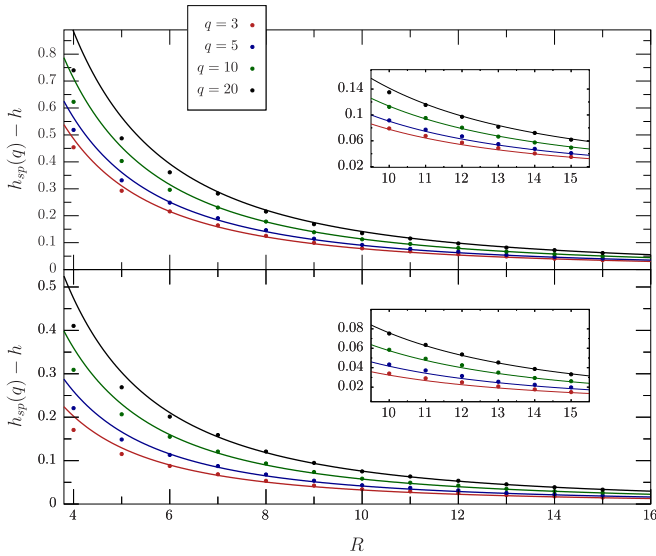 q = 3
q = 5
q = 10
q = 20
h_{sp}(q) − h
0.8
0.7
0.6
0.5
0.4
0.3
0.2
0.1
0
0.14
0.10
0.06
0.02
10 11 12 13 14 15
h_{sp}(q) − h
0.5
0.4
0.3
0.2
0.1
0
0.08
0.06
0.04
0.02
10 11 12 13 14 15
4 6 8 10 12 14 16
R